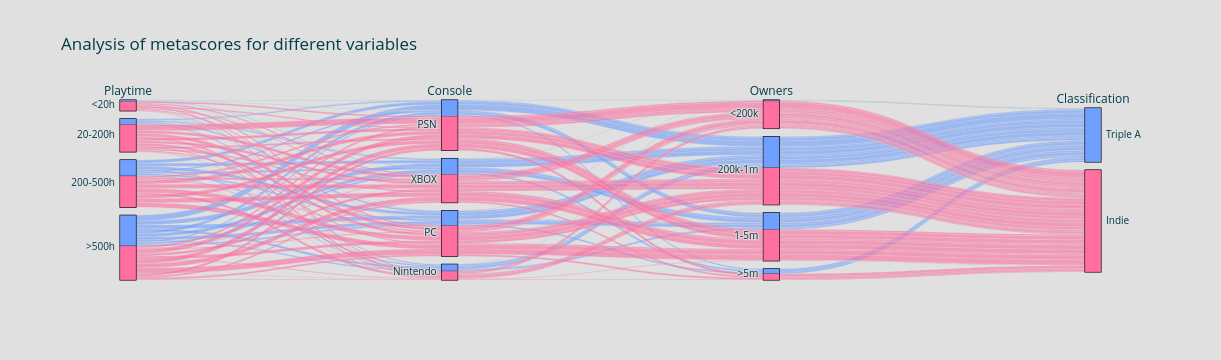 Analysis of metascores for different variables
Playtime
<20h
20-200h
200-500h
>500h
Console
PSN
XBOX
PC
Nintendo
Owners
<200k
200k-1m
1-5m
>5m
Classification
Triple A
Indie